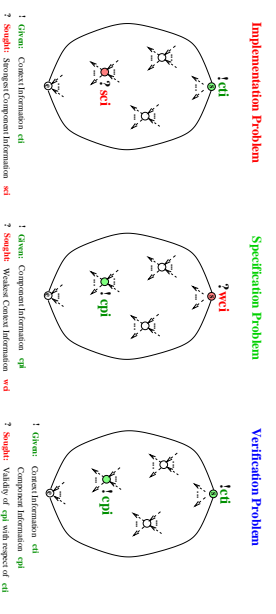 Implementation Problem
! cti
s
? sci
e
! Given: Context Information cti
? Sought: Strongest Component Information sci
Specification Problem
? wci
s
! cpi
e
! Given: Component Information cpi
? Sought: Weakest Context Information wci
Verification Problem
! cti
s
! cpi
e
! Given: Context Information cti
Component Information cpi
? Sought: Validity of cpi with respect of cti